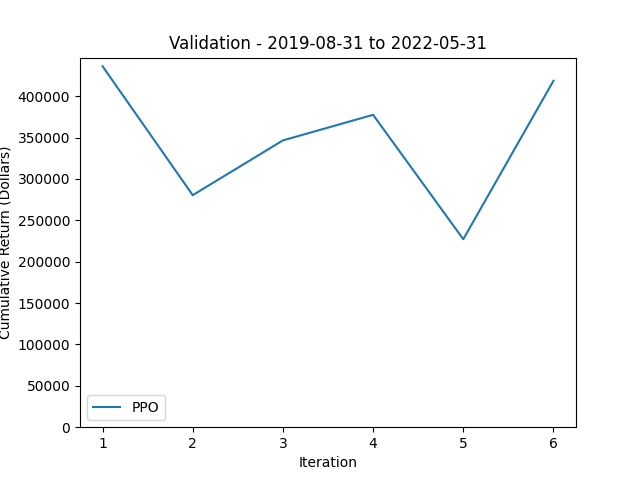 Validation - 2019-08-31 to 2022-05-31
Cumulative Return (Dollars)
400000
350000
300000
250000
200000
150000
100000
50000
0
PPO
1 2 3 4 5 6
Iteration